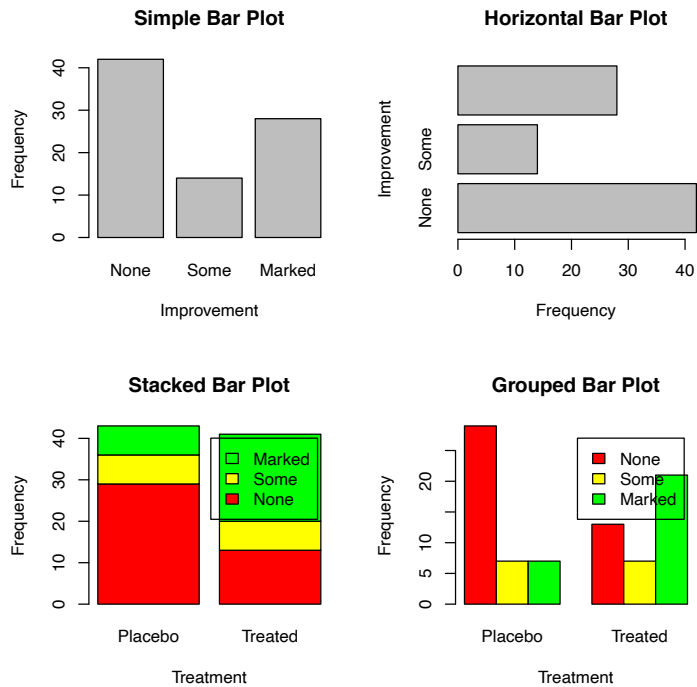 Simple Bar Plot
Frequency
0 10 20 30 40
None Some Marked
Improvement
Horizontal Bar Plot
Improvement
None Some
0 10 20 30 40
Frequency
Stacked Bar Plot
Frequency
0 10 20 30 40
Marked
Some
None
Placebo Treated
Treatment
Grouped Bar Plot
Frequency
0 5 10 20
None
Some
Marked
Placebo Treated
Treatment